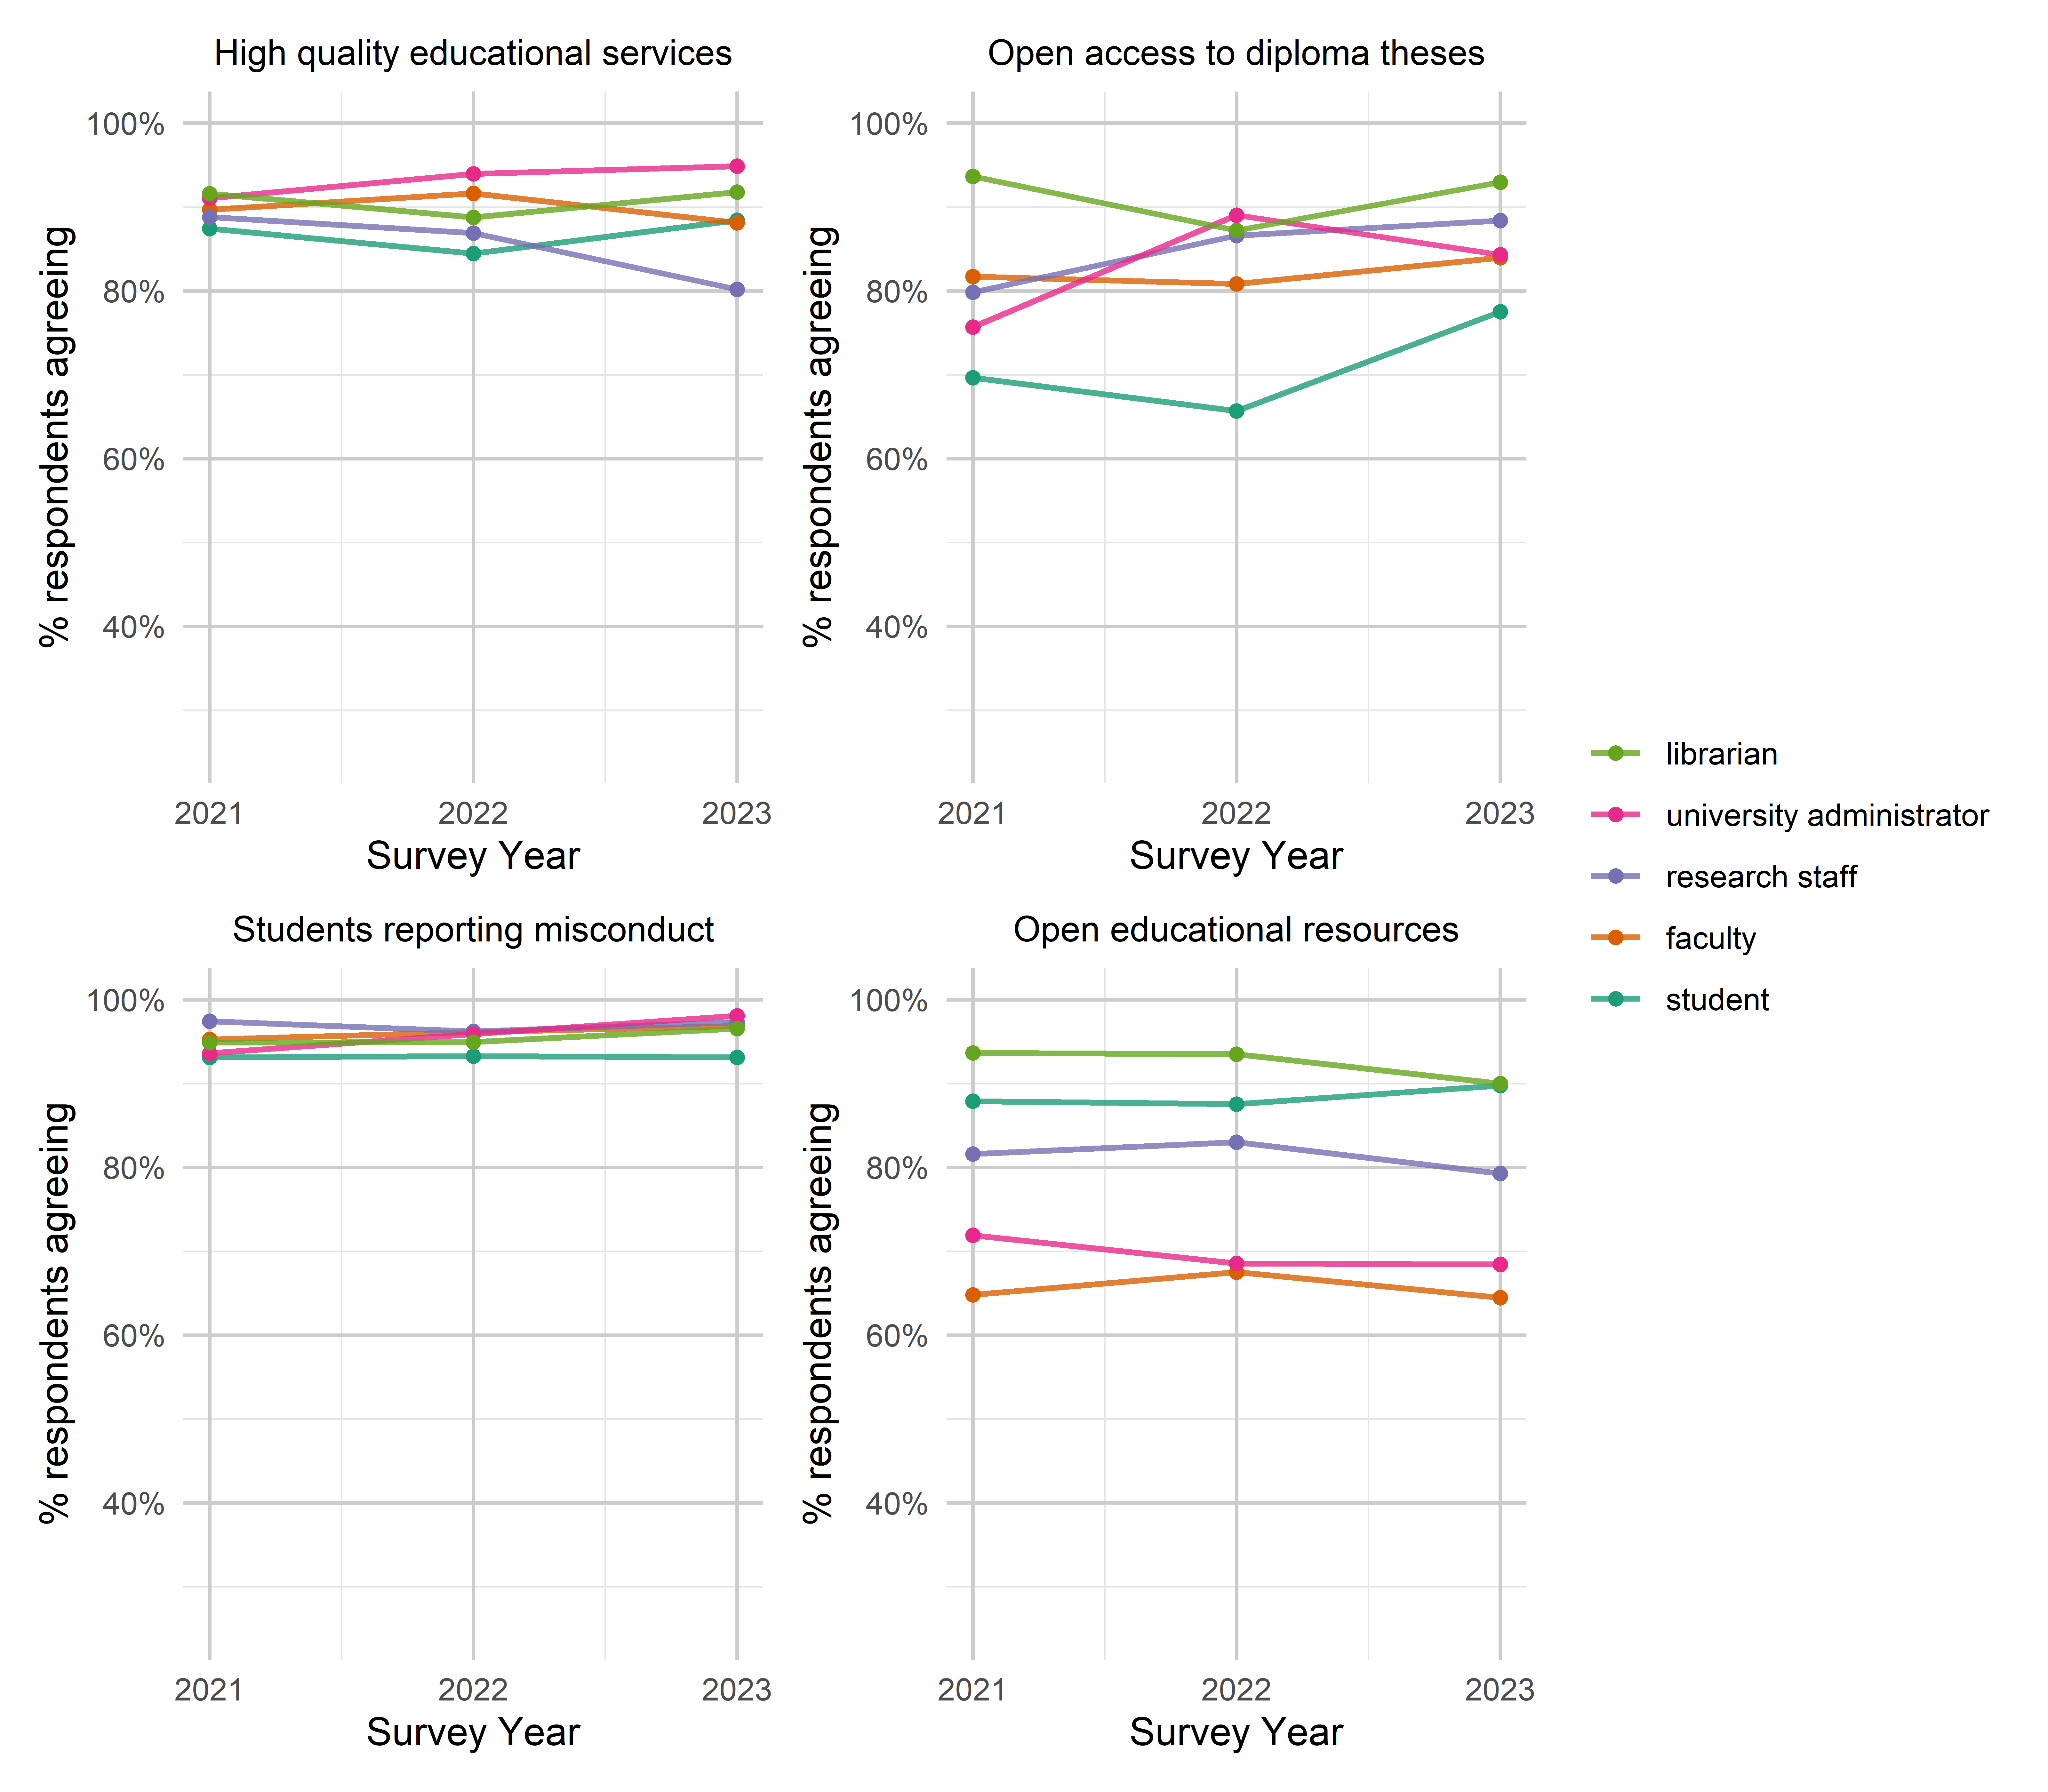 High quality educational services
% respondents agreeing
100%
80%
60%
40%
2021 2022 2023
Survey Year
Open access to diploma theses
% respondents agreeing
100%
80%
60%
40%
2021 2022 2023
Survey Year
Students reporting misconduct
% respondents agreeing
100%
80%
60%
40%
2021 2022 2023
Survey Year
Open educational resources
% respondents agreeing
100%
80%
60%
40%
2021 2022 2023
Survey Year
librarian
university administrator
research staff
faculty
student